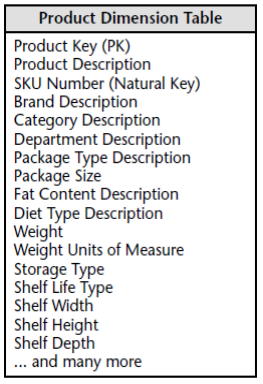 Product Dimension Table
Product Key (PK)
Product Description
SKU Number (Natural Key)
Brand Description
Category Description
Department Description
Package Type Description
Package Size
Fat Content Description
Diet Type Description
Weight
Weight Units of Measure
Storage Type
Shelf Life Type
Shelf Width
Shelf Height
Shelf Depth
... and many more